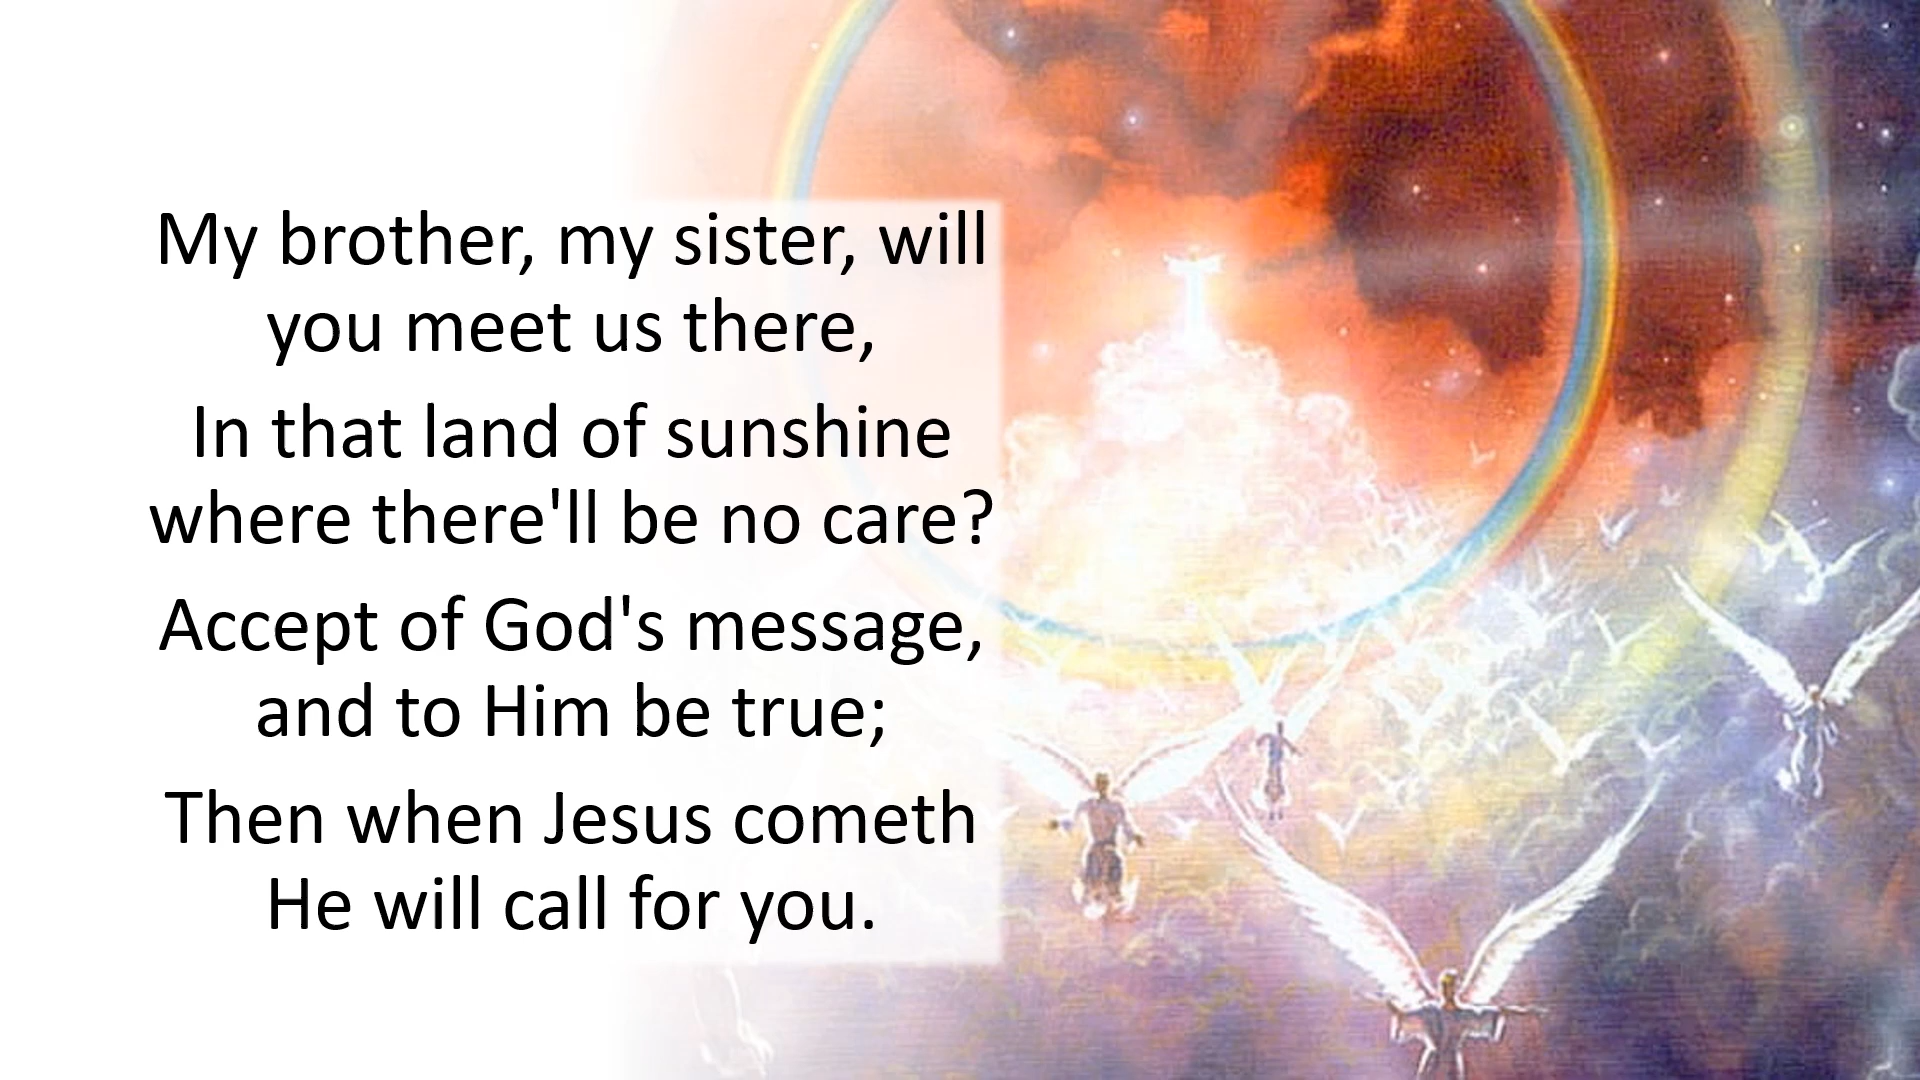 My brother, my sister, will
you meet us there,
In that land of sunshine
where there'll be no care?
Accept of God's message,
and to Him be true;
Then when Jesus cometh
He will call for you.